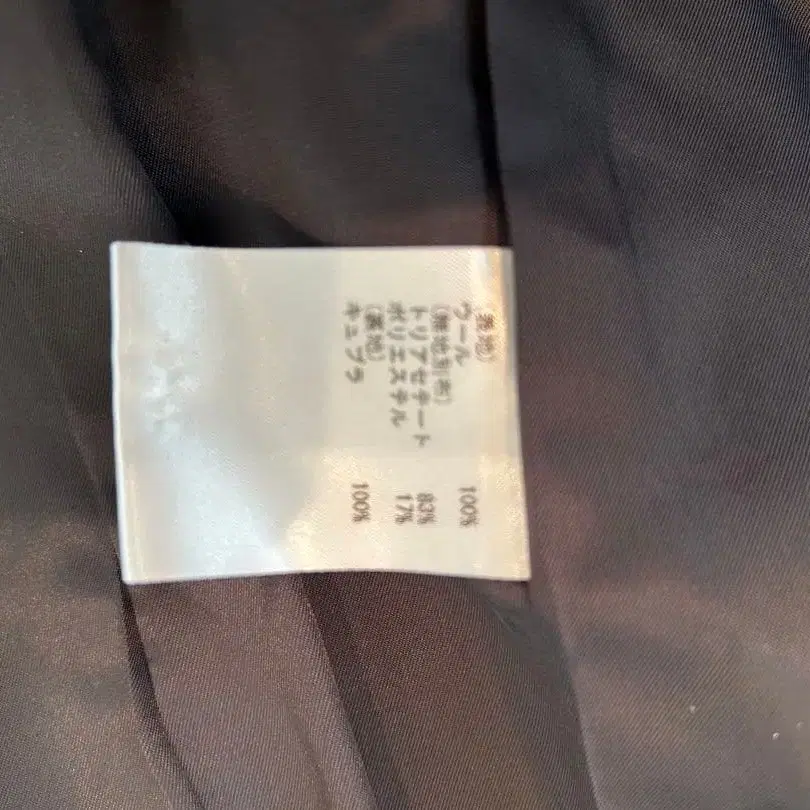 (表地)
ウール 100%
(無地別布)
トリアセテート 83%
ポリエステル 17%
(裏地)
キュプラ 100%